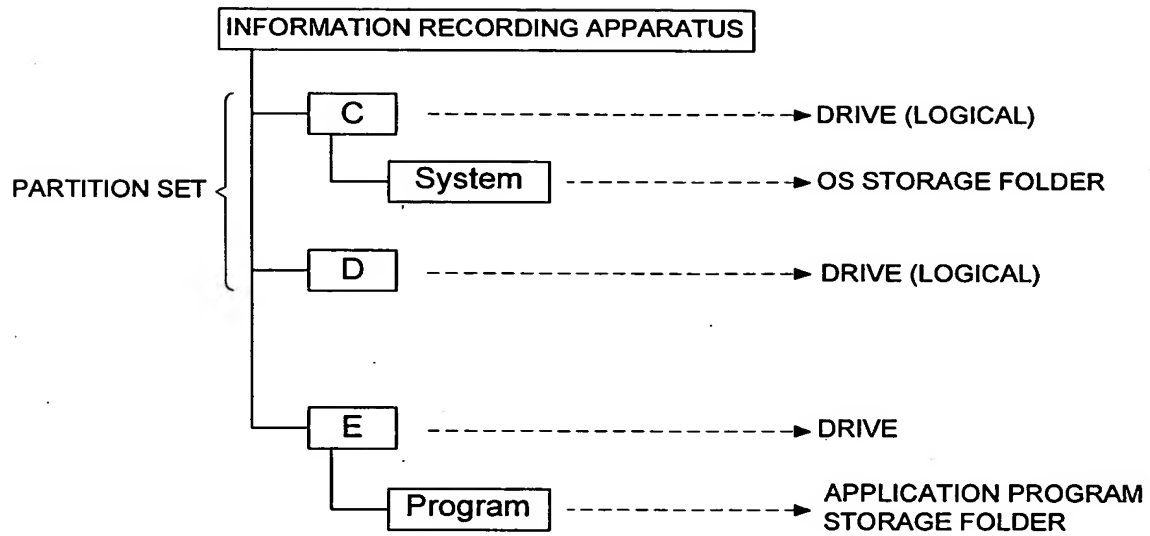 INFORMATION RECORDING APPARATUS
C DRIVE (LOGICAL)
System OS STORAGE FOLDER
PARTITION SET
D DRIVE (LOGICAL)
E DRIVE
Program APPLICATION PROGRAM
STORAGE FOLDER